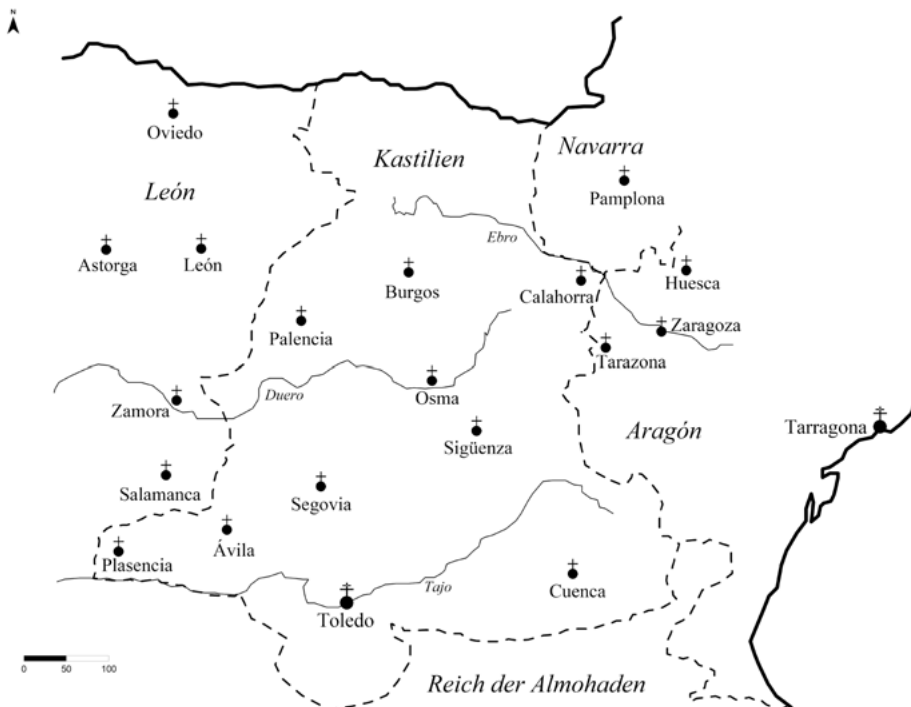 N
Oviedo
Kastilien
Navarra
Pamplona
León
Ebro
Astorga
León
Burgos
Calahorra
Huesca
Palencia
Zaragoza
Tarazona
Duero
Osma
Zamora
Aragón
Tarragona
Sigüenza
Salamanca
Segovia
Ávila
Plasencia
Tajo
Cuenca
Toledo
0 50 100
Reich der Almohaden